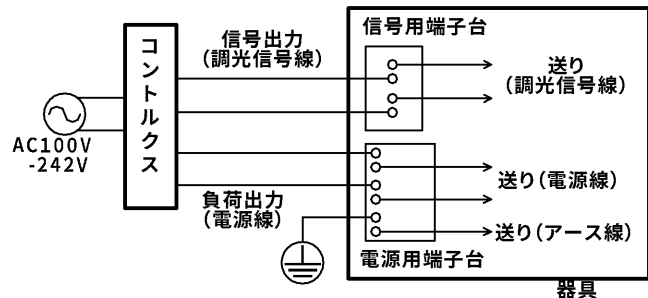 信号用端子台
信号出力
(調光信号線)
送り
(調光信号線)
コントルクス
AC100V
-242V
送り(電源線)
負荷出力
(電源線)
送り(アース線)
電源用端子台
器具